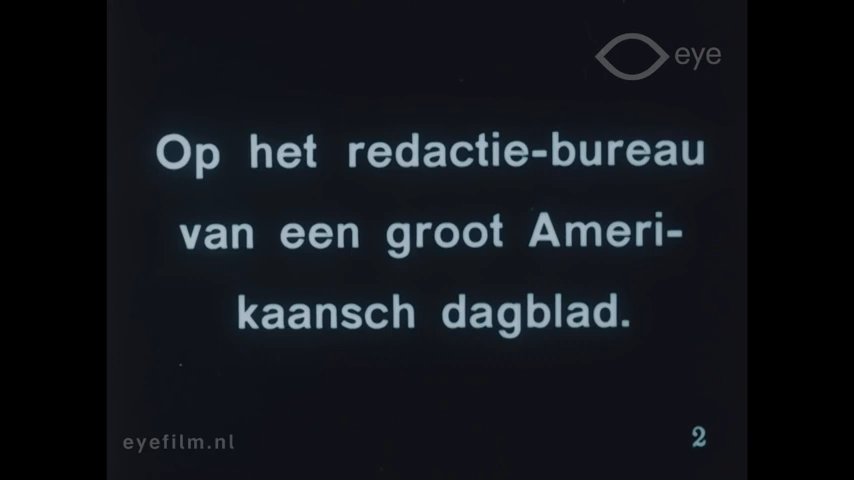 eye
Op het redactie-bureau
van een groot Ameri-
kaansch dagblad.
eyefilm.nl
2